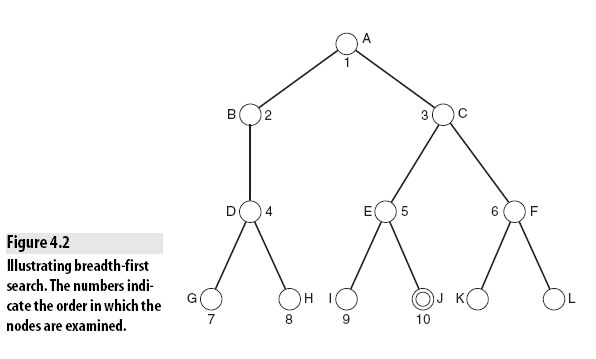 A
1
B 2 3 C
D 4 E 5 6 F
G H I J K L
7 8 9 10
Figure 4.2
Illustrating breadth-first
search. The numbers indi-
cate the order in which the
nodes are examined.